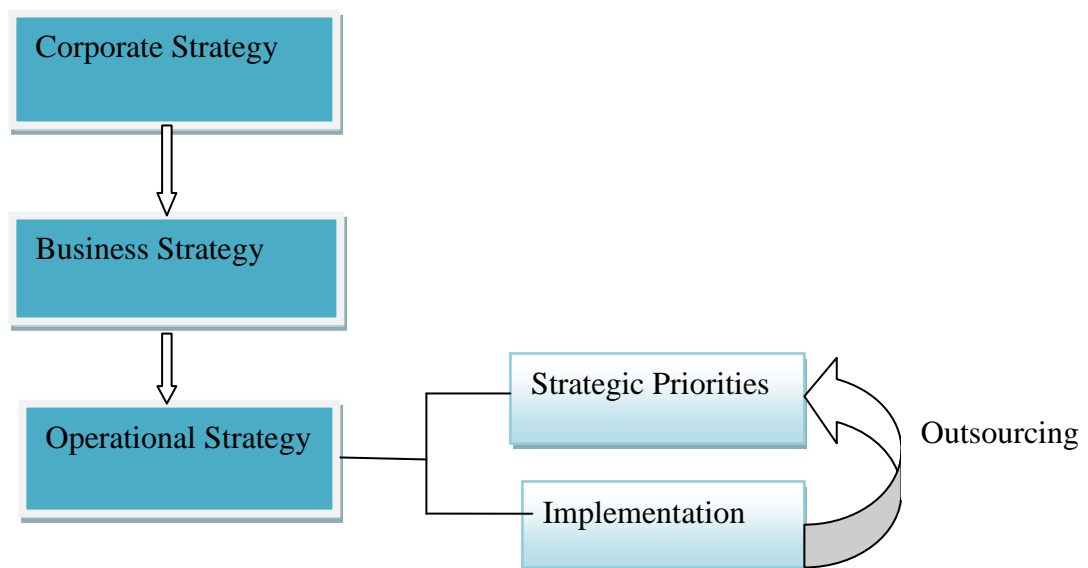 Corporate Strategy
Business Strategy
Strategic Priorities
Operational Strategy
Outsourcing
Implementation